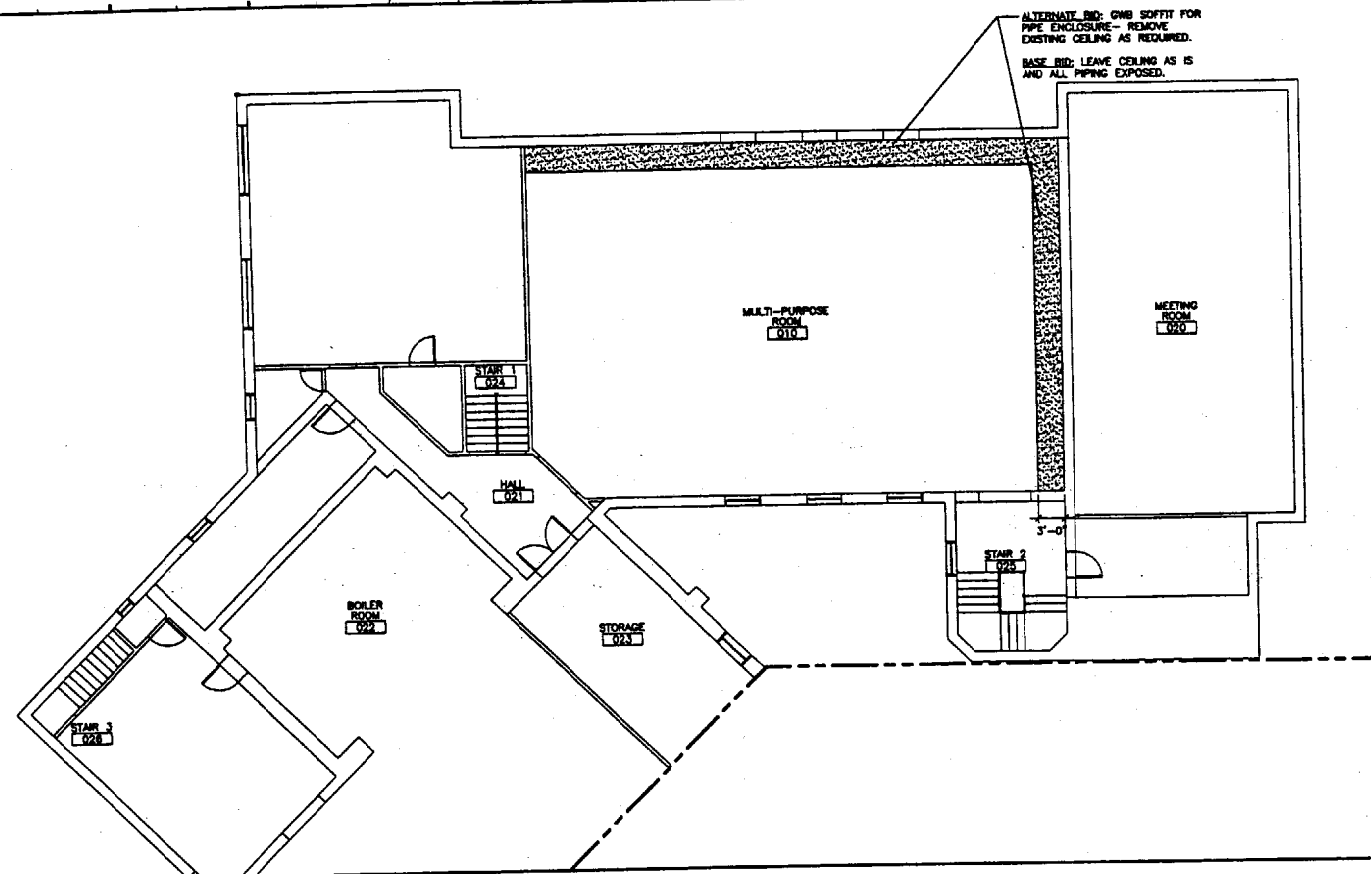 ALTERNATE BID: GWB SOFFIT FOR
PIPE ENCLOSURE- REMOVE
EXISTING CEILING AS REQUIRED.
BASE BID: LEAVE CEILING AS IS
AND ALL PIPING EXPOSED.
MULTI-PURPOSE
ROOM
010
MEETING
ROOM
020
STAIR 1
024
HALL
021
3'-0"
STAIR 2
025
BOILER
ROOM
022
STORAGE
023
STAIR 3
026